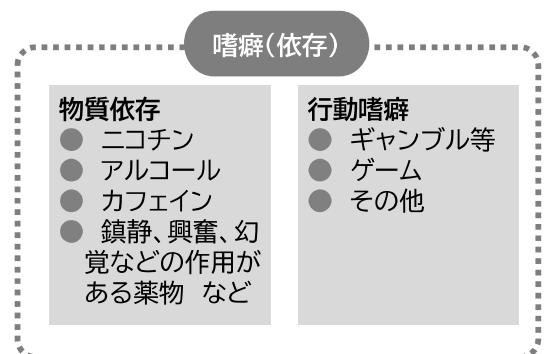 嗜癖(依存)
物質依存
● ニコチン
● アルコール
● カフェイン
● 鎮静、興奮、幻
覚などの作用が
ある薬物 など
行動嗜癖
● ギャンブル等
● ゲーム
● その他